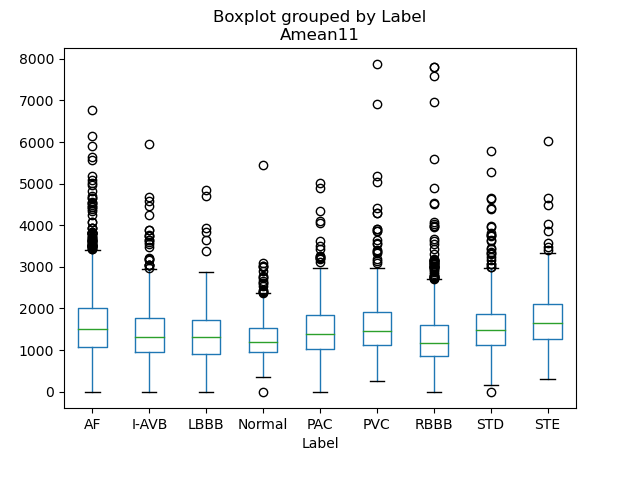 Boxplot grouped by Label
Amean11
8000
7000
6000
5000
4000
3000
2000
1000
0
AF I-AVB LBBB Normal PAC PVC RBBB STD STE
Label